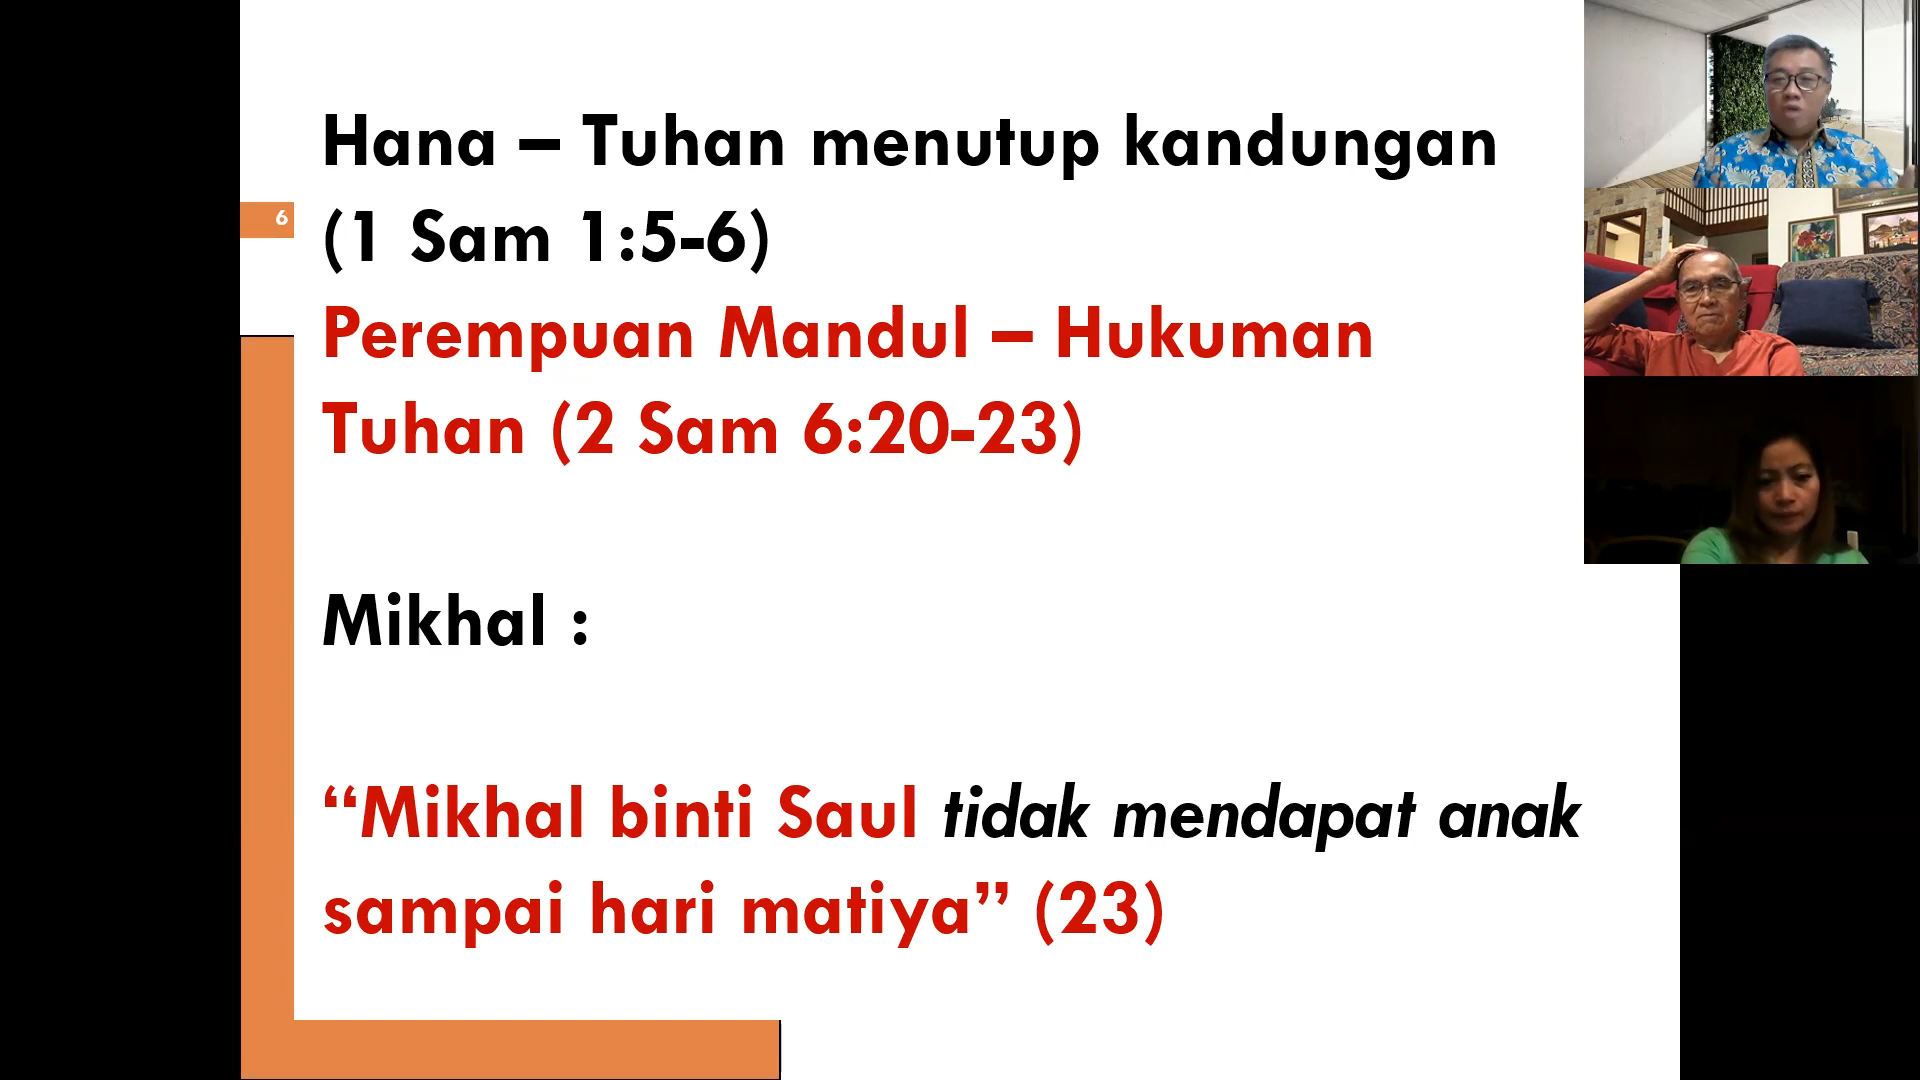 Hana – Tuhan menutup kandungan
(1 Sam 1:5-6)
6
Perempuan Mandul – Hukuman
Tuhan (2 Sam 6:20-23)
Mikhal :
“Mikhal binti Saul tidak mendapat anak
sampai hari matiya” (23)